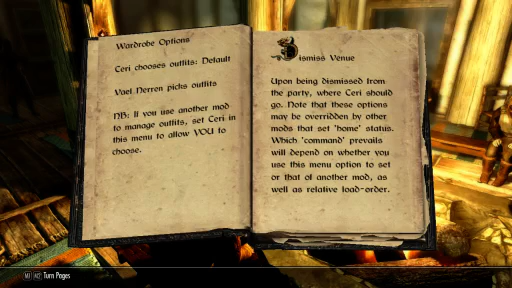 Wardrobe Options
Ceri chooses outfits: Default
Vael Nerren picks outfits
NB: If you use another mod
to manage outfits, set Ceri in
this menu to allow YOU to
choose.
Dismiss Venue
Upon being dismissed from
the party, where Ceri should
go. Note that these options
may be overridden by other
mods that set 'home' status.
Which 'command' prevails
will depend on whether you
use this menu option to set
or that of another mod, as
well as relative load-order.
Turn Pages